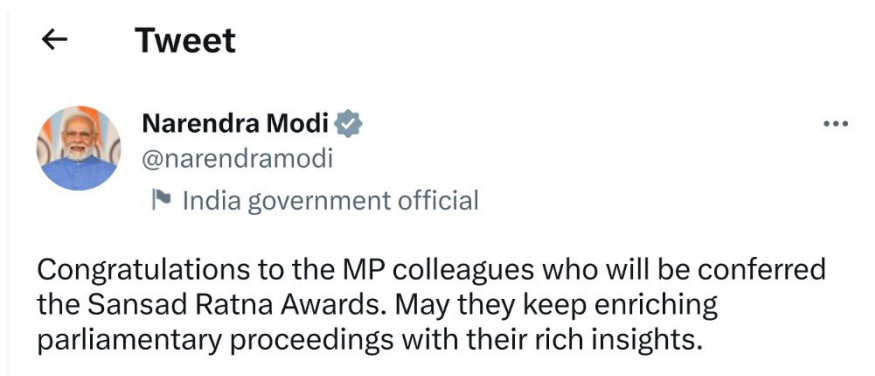 Tweet
Narendra Modi
@narendramodi
India government official
Congratulations to the MP colleagues who will be conferred
the Sansad Ratna Awards. May they keep enriching
parliamentary proceedings with their rich insights.